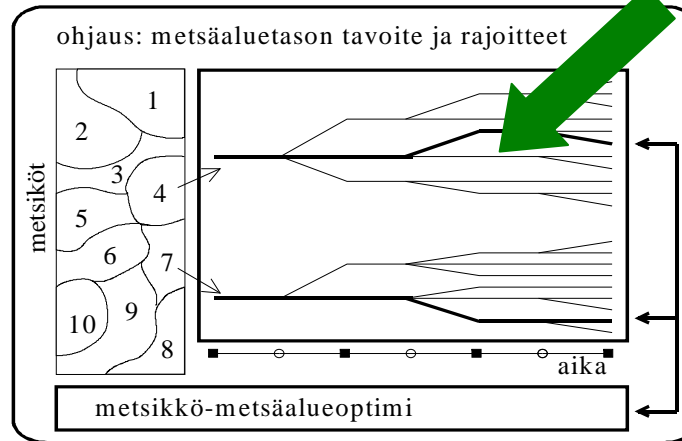 ohjaus: metsäaluetason tavoite ja rajoitteet
metsiköt
1
2
3
4
5
6
7
8
9
10
aika
metsikkö-metsäalueoptimi